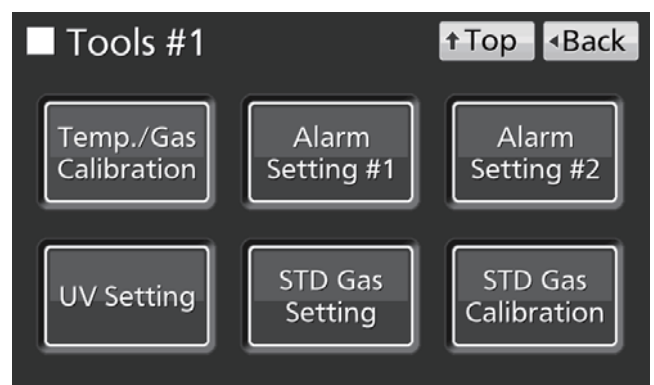 Tools #1
↑Top
◂Back
Temp./Gas
Calibration
Alarm
Setting #1
Alarm
Setting #2
UV Setting
STD Gas
Setting
STD Gas
Calibration